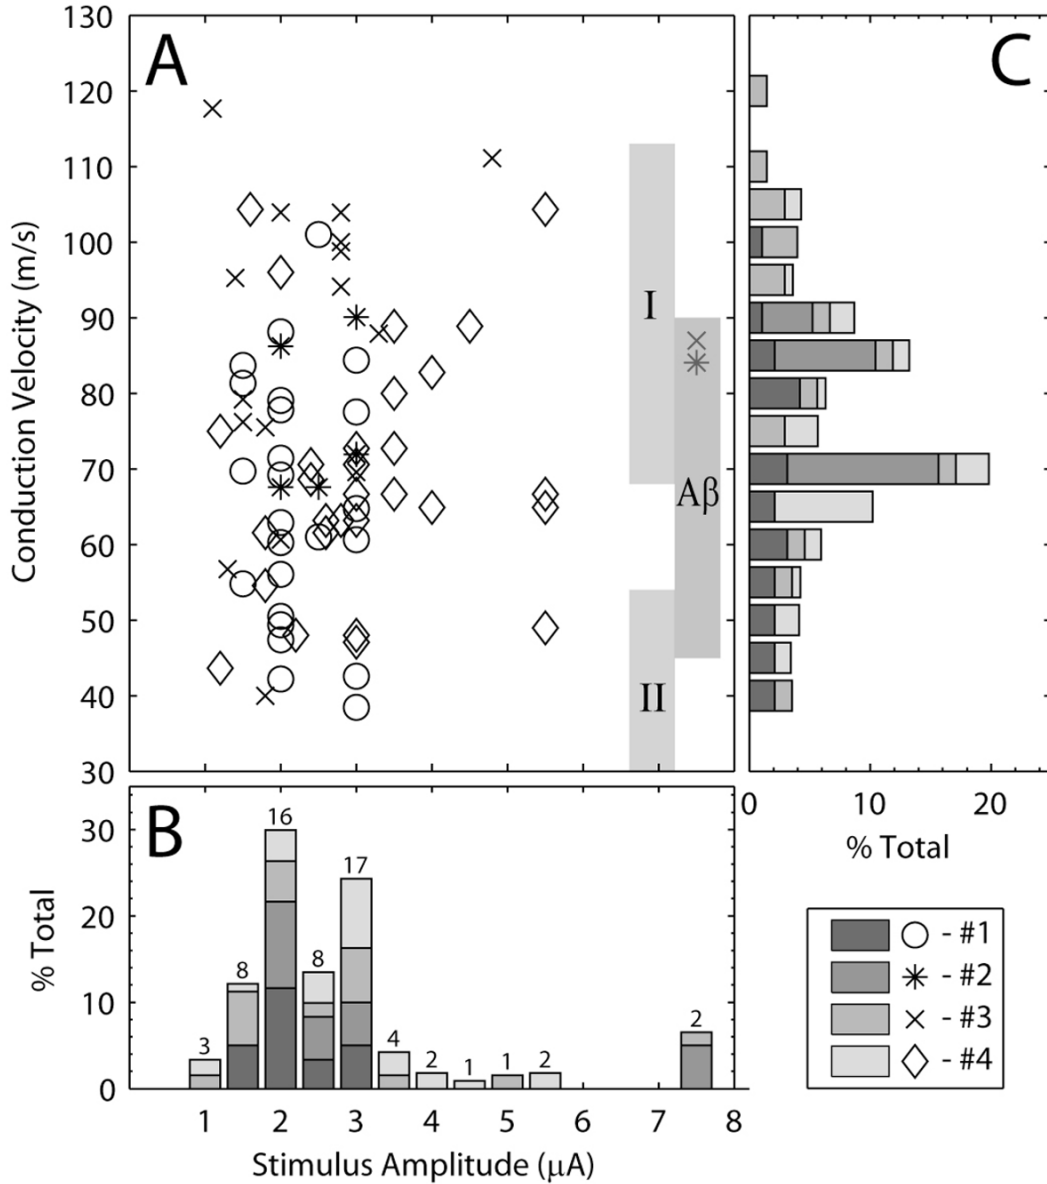 A
C
130
120
110
100
90
80
70
60
50
40
30
Conduction Velocity (m/s)
I
Aβ
II
0 10 20
% Total
B
30
20
10
0
% Total
3 8 16 8 17 4 2 1 1 2 2
1 2 3 4 5 6 7 8
Stimulus Amplitude (μA)
- #1
- #2
- #3
- #4